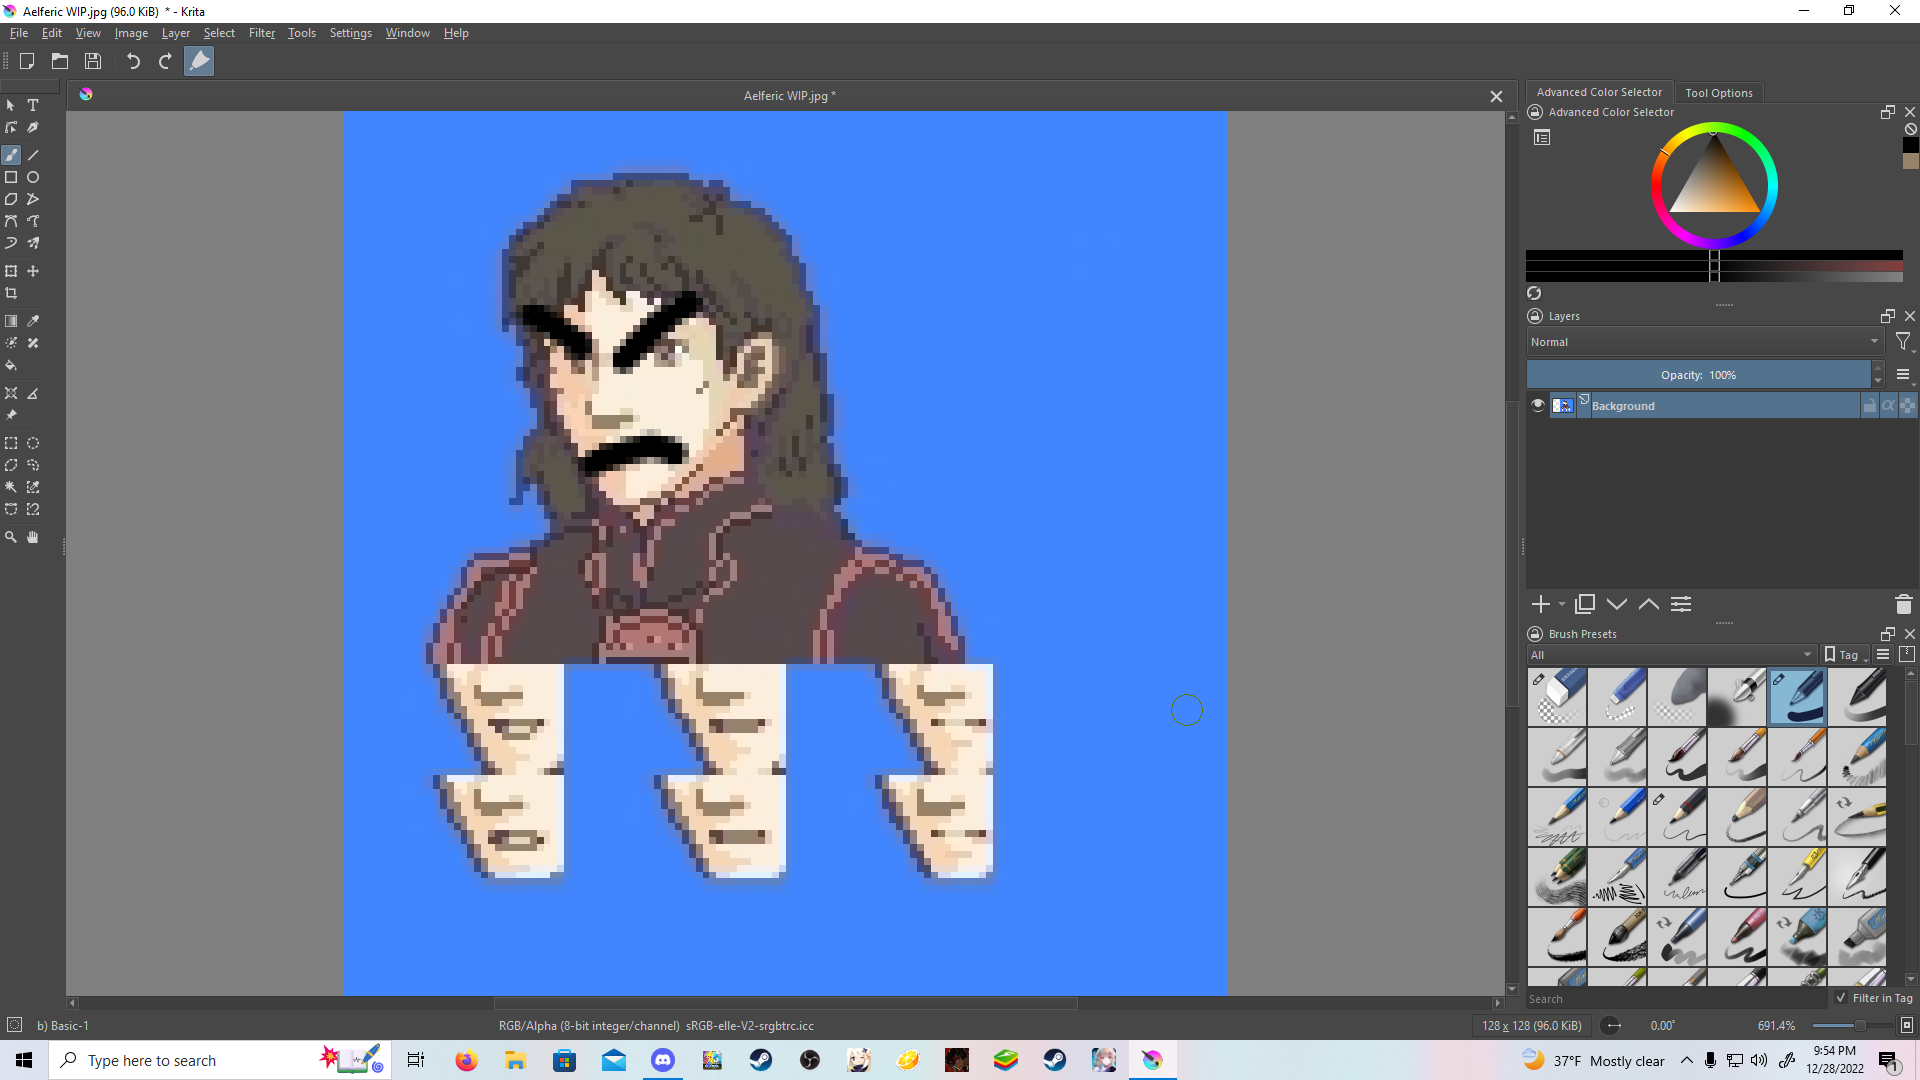 Aelferic WIP.jpg (96.0 KiB)  * - Krita
File Edit View Image Layer Select Filter Tools Settings Window Help
Aelferic WIP.jpg *
Advanced Color Selector
Tool Options
Advanced Color Selector
Layers
Normal
Opacity: 100%
Background
Brush Presets
All
Tag
Search
Filter in Tag
b) Basic-1
RGB/Alpha (8-bit integer/channel)  sRGB-elle-V2-srgbtrc.icc
128 x 128 (96.0 KiB)
0.00°
691.4%
Type here to search
37°F  Mostly clear
9:54 PM
12/28/2022
1